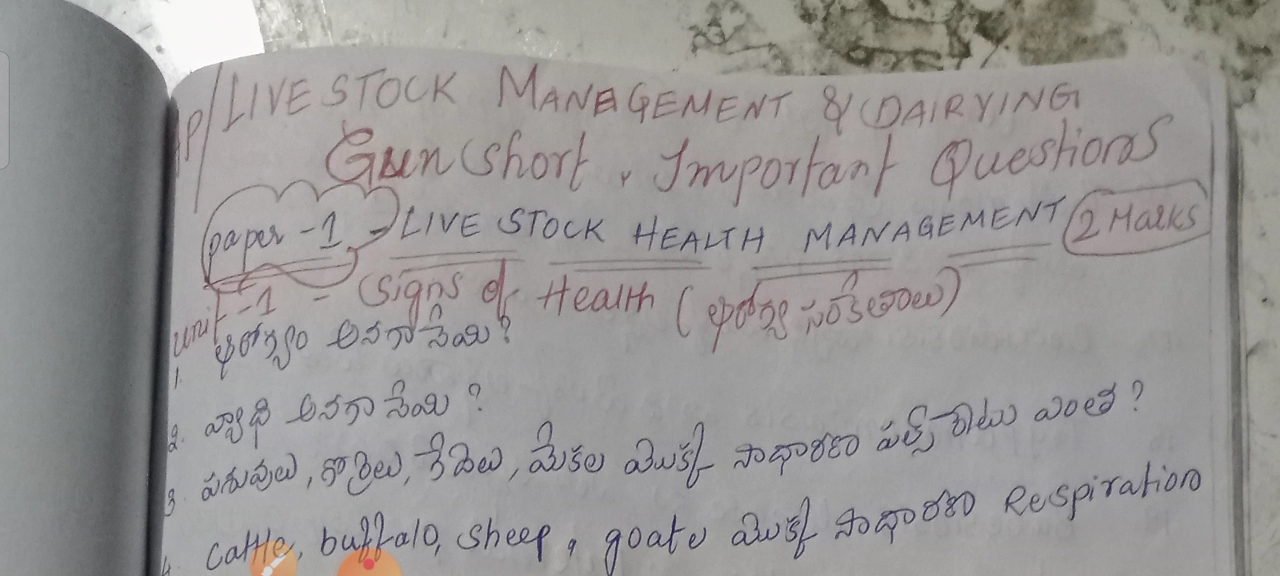 AP/LIVE STOCK MANAGEMENT & DAIRYING
Gun Short, Important Questions
paper-1 - LIVE STOCK HEALTH MANAGEMENT 2 Marks
unit-1 - Signs of Health (ఆరోగ్య సంకేతాలు)
1. ఆరోగ్యం అనగానేమి?
2. వ్యాధి అనగానేమి?
3. పశువులు, గొర్రెలు, గేదెలు, మేకల యొక్క సాధారణ పల్స్ రేటు ఎంత?
4. cattle, buffalo, sheep, goats యొక్క సాధారణ Respiration